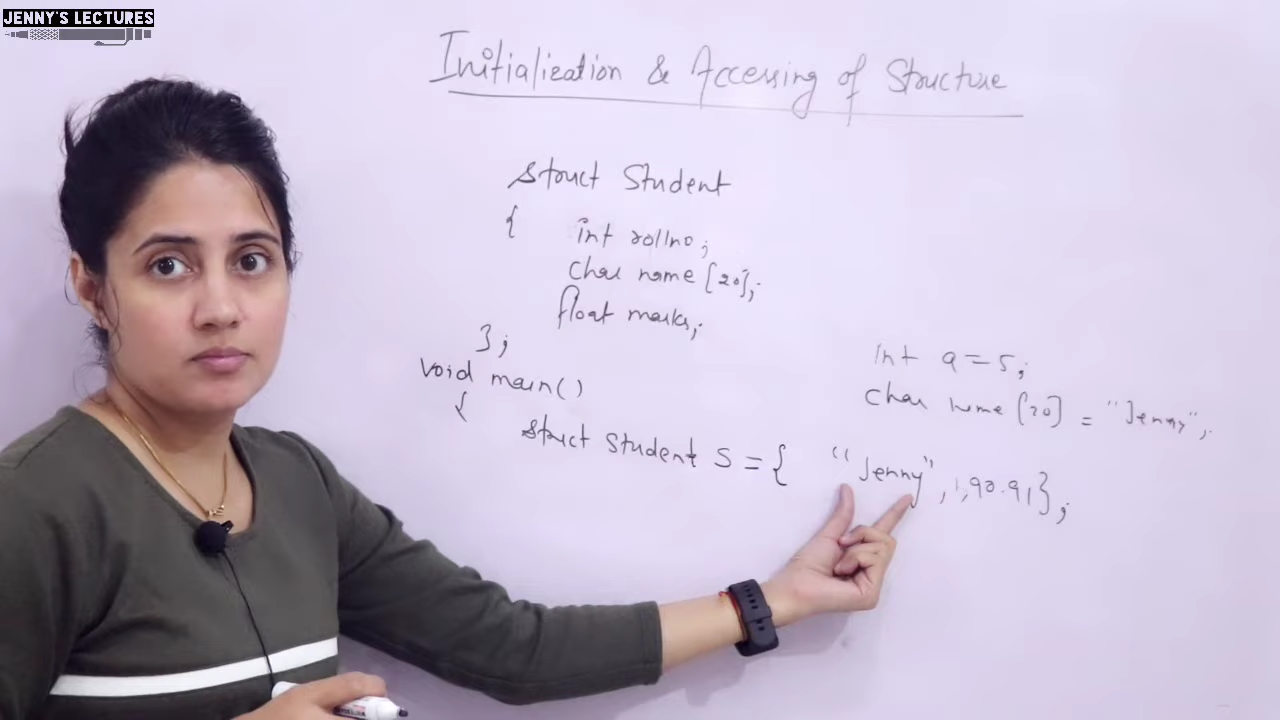 JENNY'S LECTURES
Initialization & Accessing of Structure
struct Student
{ int rollno;
char name [20];
float marks;
};
void main()
{
struct student S = { "Jenny", 1, 90.91};
int a = 5;
char name [20] = "Jenny";